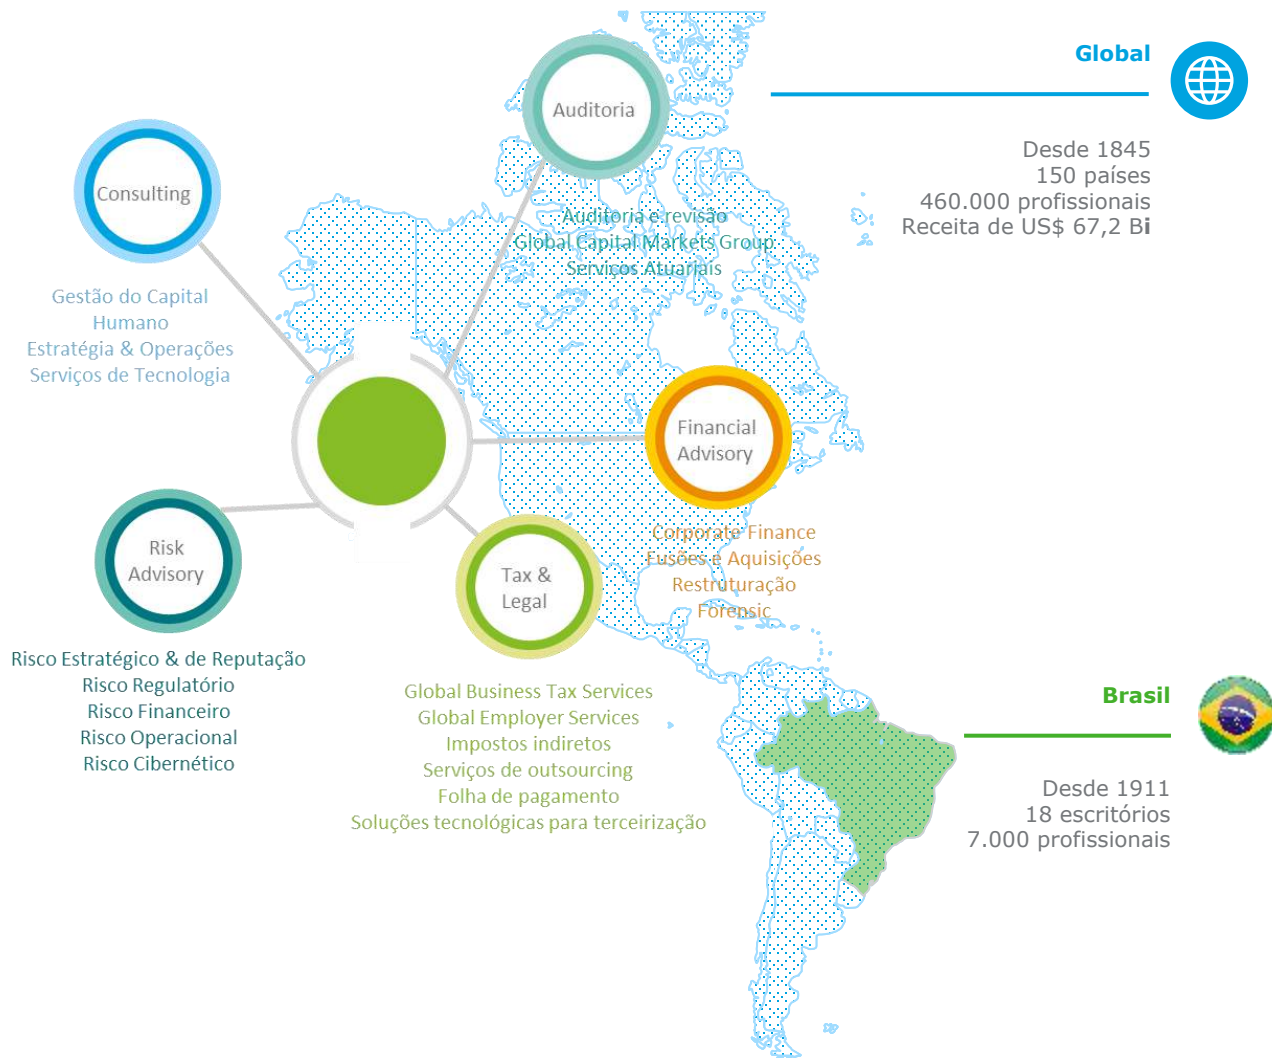 Global
Desde 1845
150 países
460.000 profissionais
Receita de US$ 67,2 Bi
Auditoria
Auditoria e revisão
Global Capital Markets Group
Serviços Atuariais
Consulting
Gestão do Capital
Humano
Estratégia & Operações
Serviços de Tecnologia
Financial
Advisory
Corporate Finance
Fusões e Aquisições
Restruturação
Forensic
Risk
Advisory
Risco Estratégico & de Reputação
Risco Regulatório
Risco Financeiro
Risco Operacional
Risco Cibernético
Tax &
Legal
Global Business Tax Services
Global Employer Services
Impostos indiretos
Serviços de outsourcing
Folha de pagamento
Soluções tecnológicas para terceirização
Brasil
Desde 1911
18 escritórios
7.000 profissionais